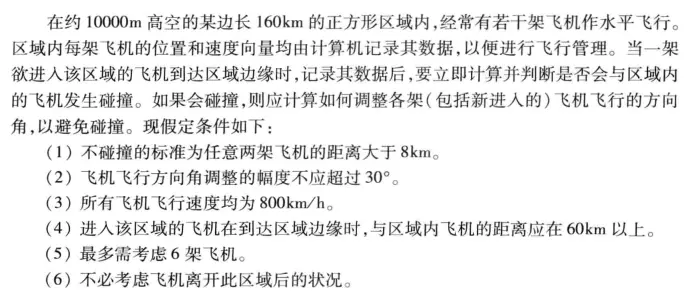 在约 10000m 高空的某边长 160km 的正方形区域内,经常有若干架飞机作水平飞行。
区域内每架飞机的位置和速度向量均由计算机记录其数据,以便进行飞行管理。当一架
欲进入该区域的飞机到达区域边缘时,记录其数据后,要立即计算并判断是否会与区域内
的飞机发生碰撞。如果会碰撞,则应计算如何调整各架(包括新进入的)飞机飞行的方向
角,以避免碰撞。现假定条件如下:
(1) 不碰撞的标准为任意两架飞机的距离大于 8km。
(2) 飞机飞行方向角调整的幅度不应超过 30°。
(3) 所有飞机飞行速度均为 800km/h。
(4) 进入该区域的飞机在到达区域边缘时,与区域内飞机的距离应在 60km 以上。
(5) 最多需考虑 6 架飞机。
(6) 不必考虑飞机离开此区域后的状况。